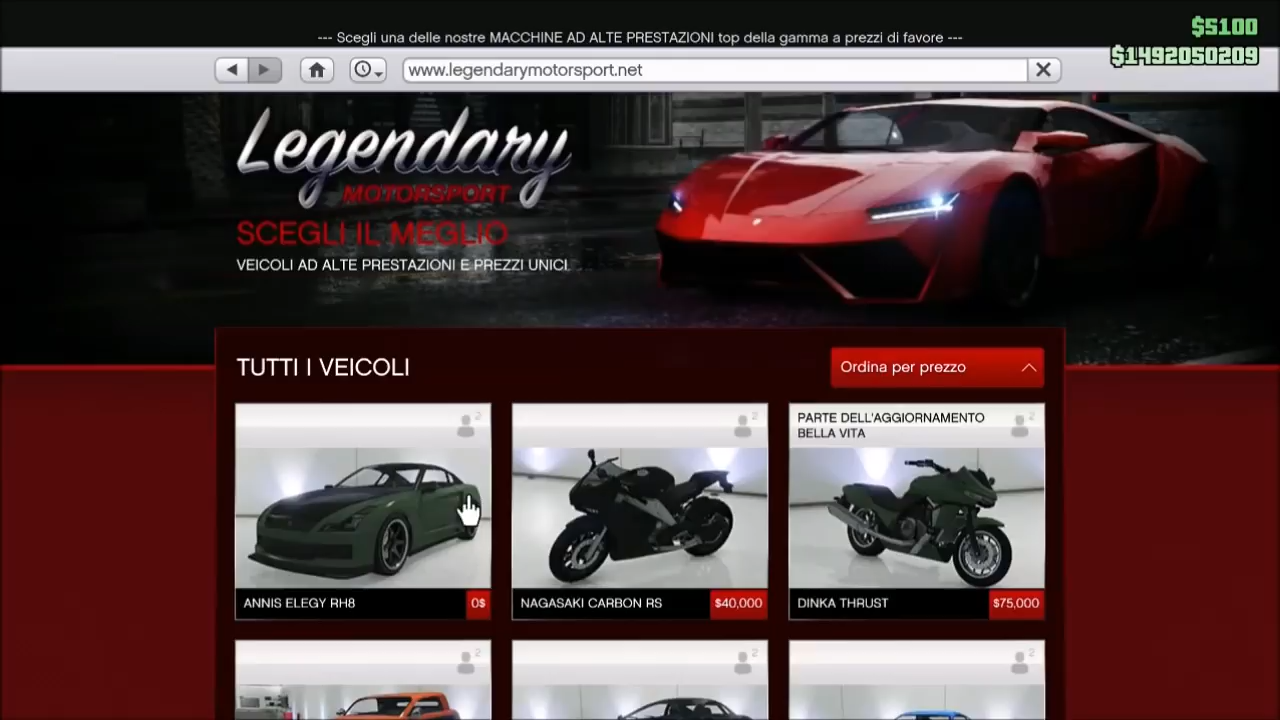 --- Scegli una delle nostre MACCHINE AD ALTE PRESTAZIONI top della gamma a prezzi di favore ---
$5100
$1492050209
www.legendarymotorsport.net
Legendary
MOTORSPORT
SCEGLI IL MEGLIO
VEICOLI AD ALTE PRESTAZIONI E PREZZI UNICI.
TUTTI I VEICOLI
Ordina per prezzo
2
2
PARTE DELL'AGGIORNAMENTO
BELLA VITA
2
ANNIS ELEGY RH8
0$
NAGASAKI CARBON RS
$40,000
DINKA THRUST
$75,000
2
2
2